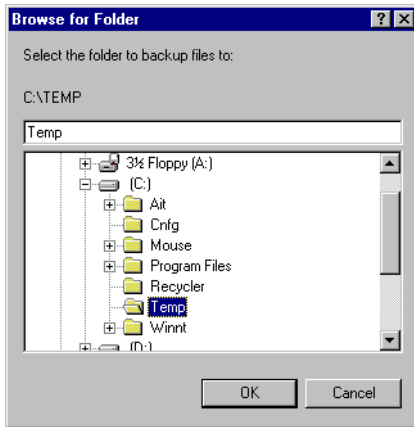 Browse for Folder
Select the folder to backup files to:
C:\TEMP
Temp
3½ Floppy (A:)
(C:)
Ait
Cnfg
Mouse
Program Files
Recycler
Temp
Winnt
(D:)
OK Cancel